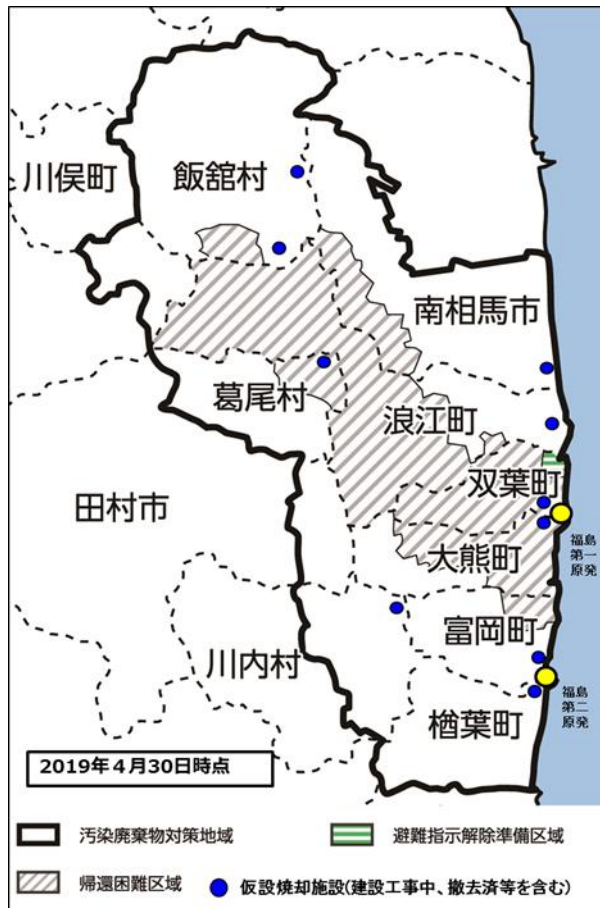 川俣町
飯舘村
南相馬市
葛尾村
浪江町
双葉町
田村市
大熊町
福島
第一
原発
富岡町
川内村
楢葉町
福島
第二
原発
2019年4月30日時点
汚染廃棄物対策地域
避難指示解除準備区域
帰還困難区域
仮設焼却施設(建設工事中、撤去済等を含む)